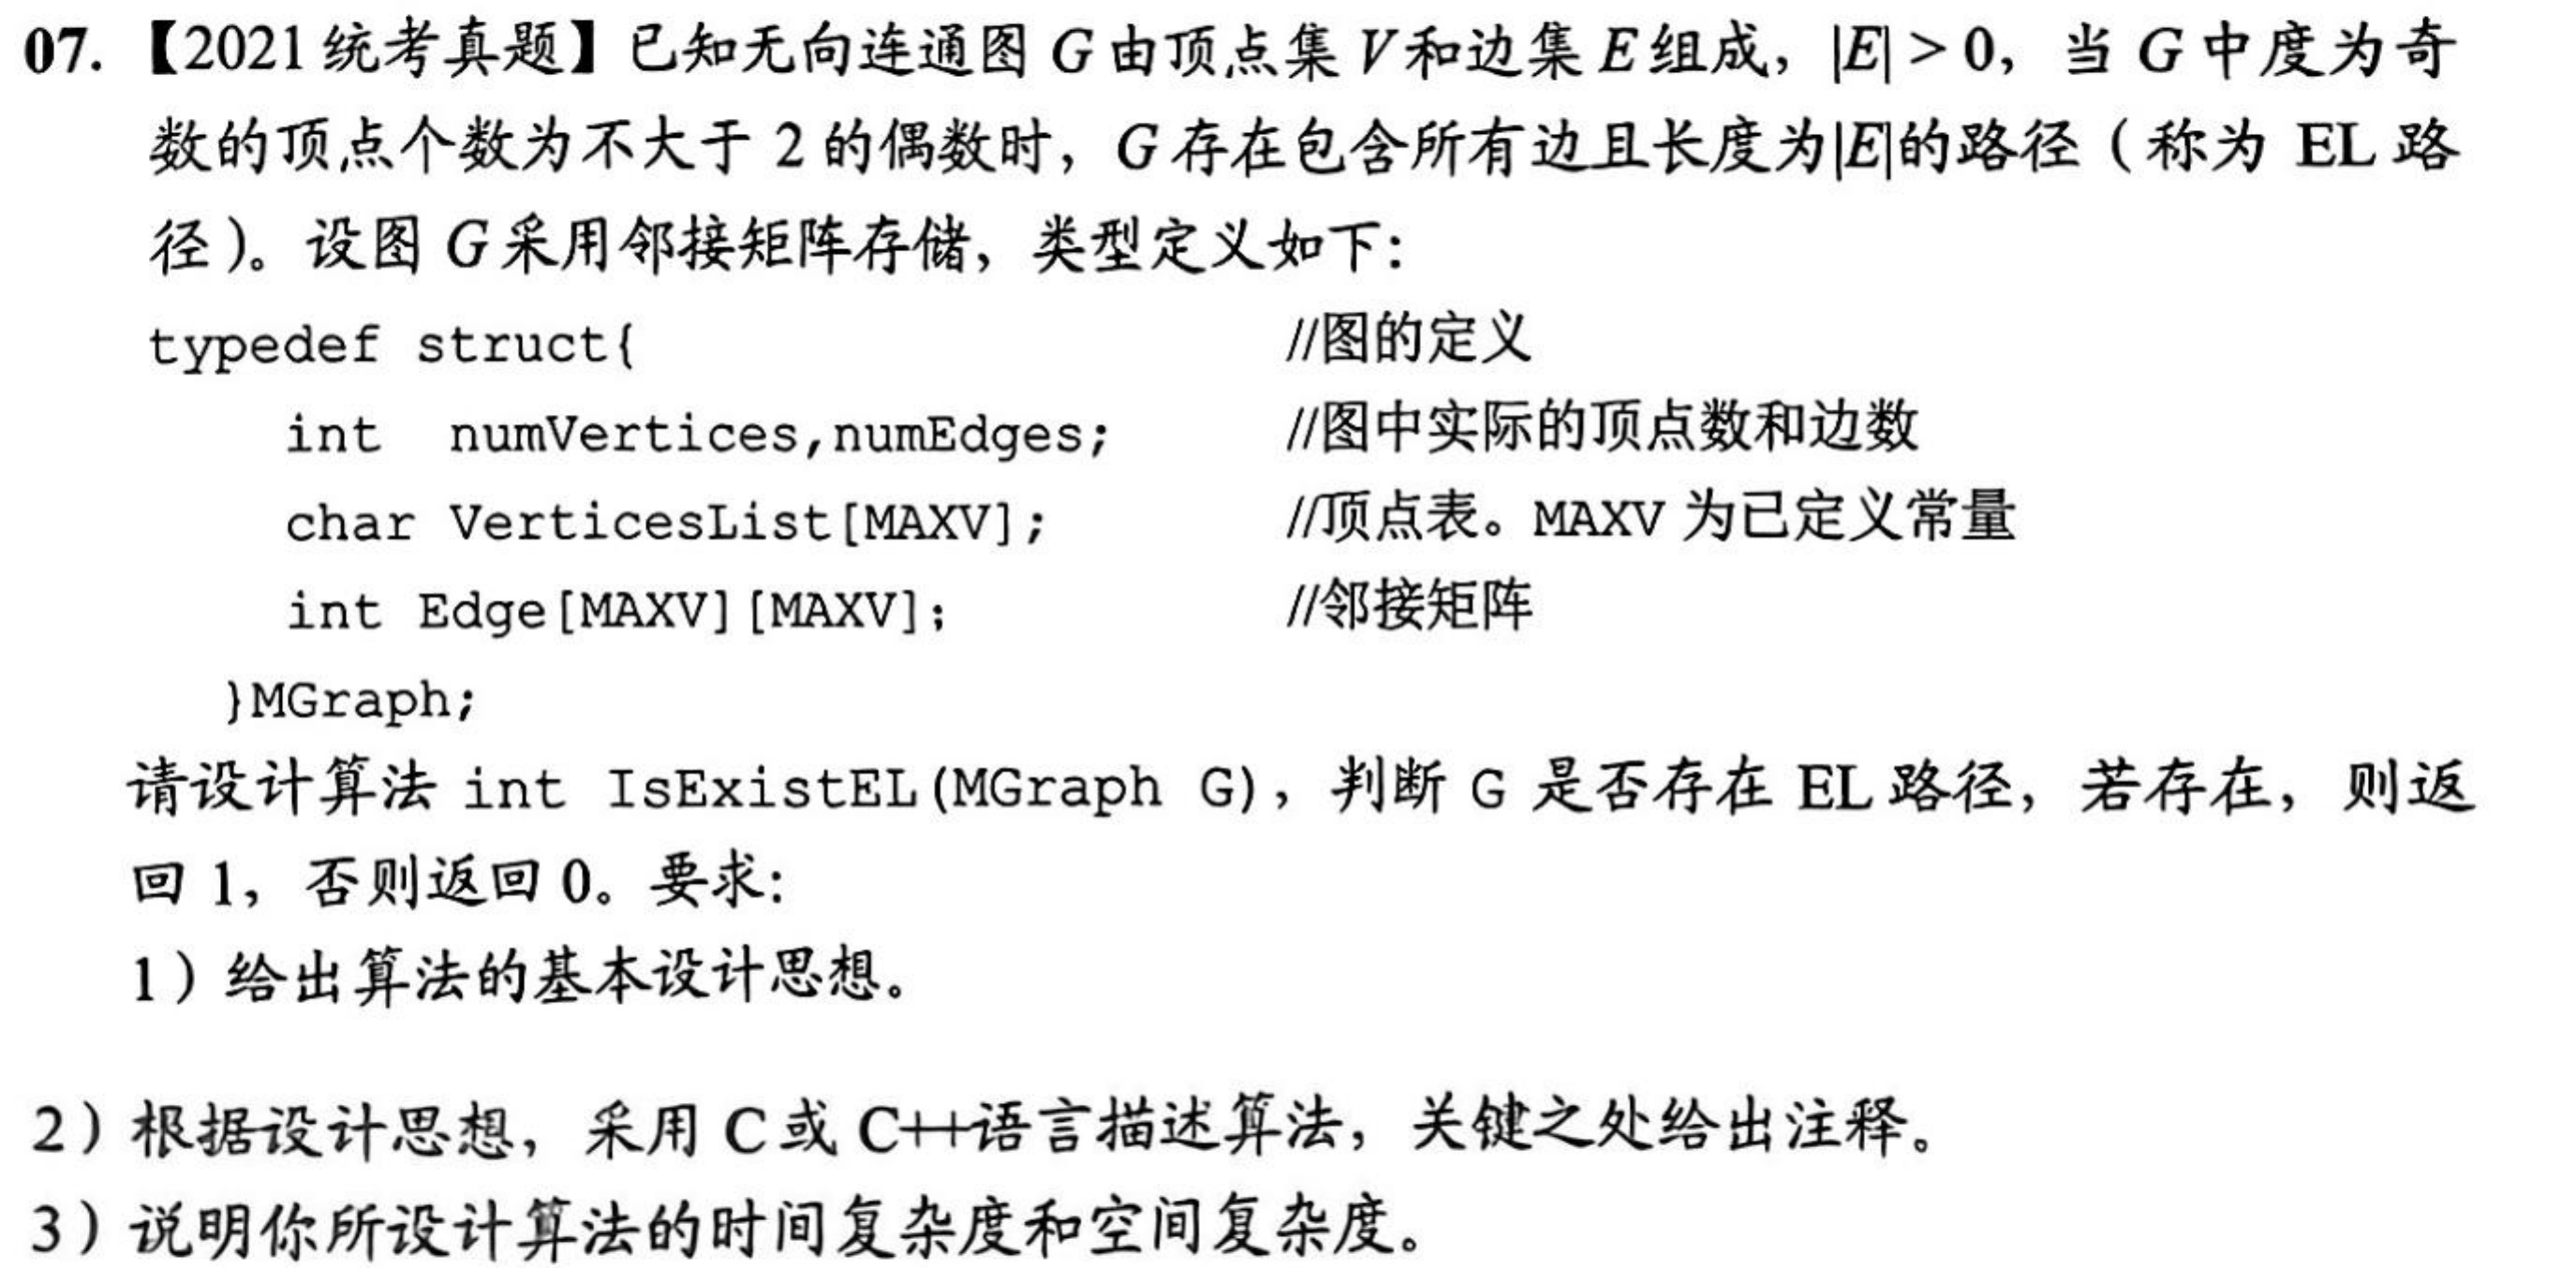 07. 【2021统考真题】已知无向连通图 G 由顶点集 V 和边集 E 组成，|E| > 0，当 G 中度为奇
数的顶点个数为不大于 2 的偶数时，G 存在包含所有边且长度为|E|的路径（称为 EL 路
径）。设图 G 采用邻接矩阵存储，类型定义如下：
typedef struct{ //图的定义
int numVertices,numEdges; //图中实际的顶点数和边数
char VerticesList[MAXV]; //顶点表。MAXV 为已定义常量
int Edge[MAXV][MAXV]; //邻接矩阵
}MGraph;
请设计算法 int IsExistEL(MGraph G)，判断 G 是否存在 EL 路径，若存在，则返
回 1，否则返回 0。要求：
1）给出算法的基本设计思想。
2）根据设计思想，采用 C 或 C++语言描述算法，关键之处给出注释。
3）说明你所设计算法的时间复杂度和空间复杂度。